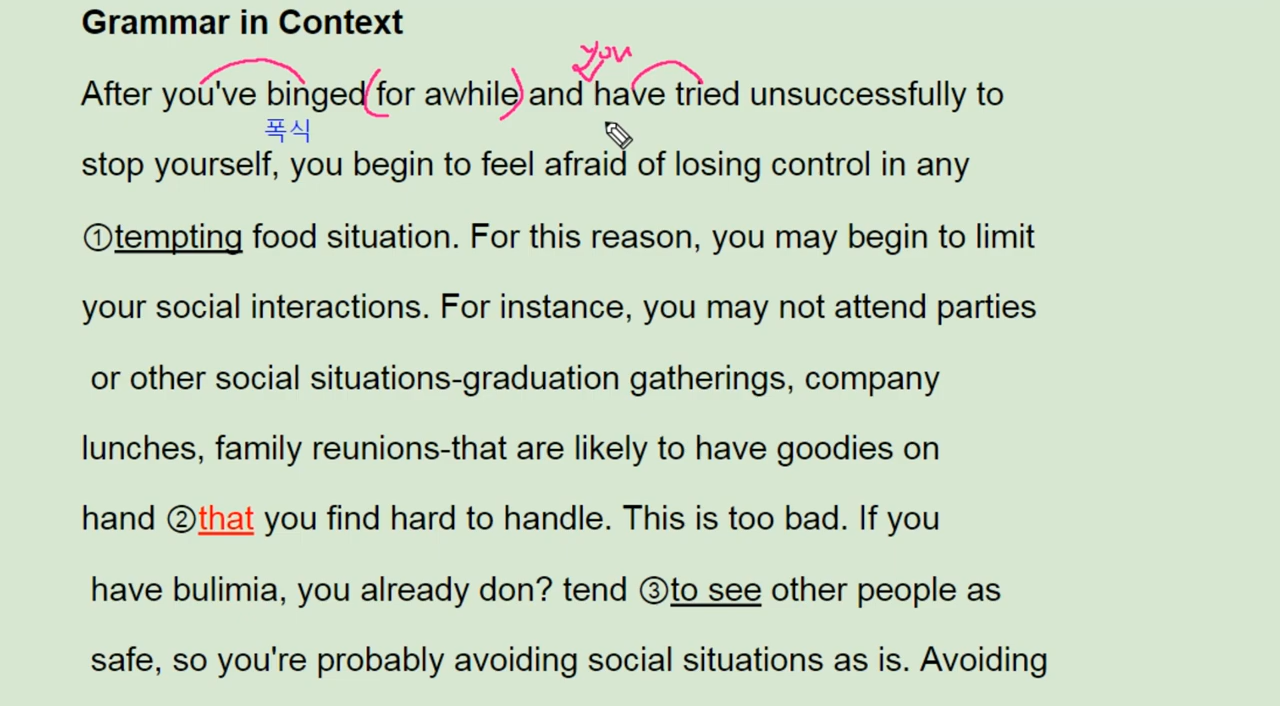 Grammar in Context
you
After you've binged for awhile and have tried unsuccessfully to
폭식
stop yourself, you begin to feel afraid of losing control in any
①tempting food situation. For this reason, you may begin to limit
your social interactions. For instance, you may not attend parties
or other social situations-graduation gatherings, company
lunches, family reunions-that are likely to have goodies on
hand ②that you find hard to handle. This is too bad. If you
have bulimia, you already don? tend ③to see other people as
safe, so you're probably avoiding social situations as is. Avoiding